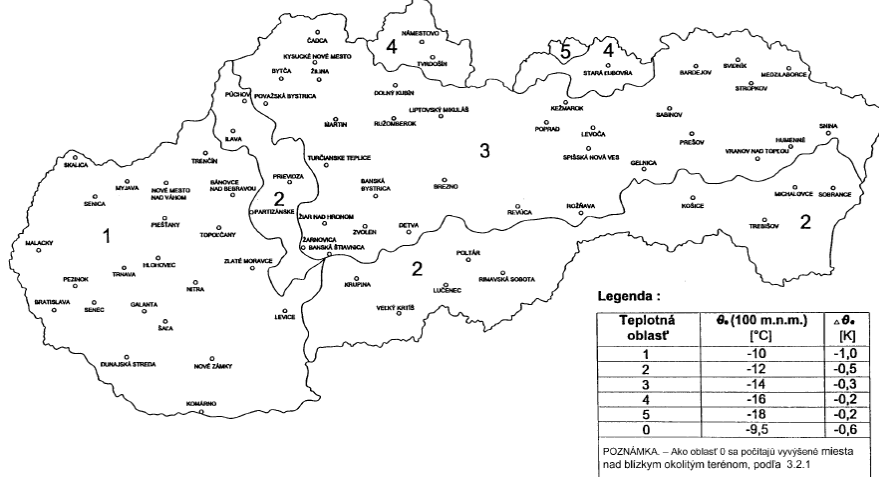 ČADCA
NÁMESTOVO
4
5
4
KYSUCKÉ NOVÉ MESTO
TVRDOŠÍN
STARÁ ĽUBOVŇA
BARDEJOV
SVIDNÍK
MEDZILABORCE
BYTČA
ŽILINA
STROPKOV
PÚCHOV
POVAŽSKÁ BYSTRICA
DOLNÝ KUBÍN
KEŽMAROK
SABINOV
MARTIN
RUŽOMBEROK
LIPTOVSKÝ MIKULÁŠ
POPRAD
LEVOČA
PREŠOV
HUMENNÉ
SNINA
ILAVA
3
SPIŠSKÁ NOVÁ VES
VRANOV NAD TOPĽOU
TRENČÍN
TURČIANSKE TEPLICE
GELNICA
SKALICA
MYJAVA
NOVÉ MESTO
NAD VÁHOM
BÁNOVCE
NAD BEBRAVOU
PRIEVIDZA
BANSKÁ
BYSTRICA
BREZNO
MICHALOVCE
SOBRANCE
SENICA
2
PARTIZÁNSKE
REVÚCA
ROŽŇAVA
KOŠICE
PIEŠŤANY
ŽIAR NAD HRONOM
ZVOLEN
DETVA
TREBIŠOV
2
1
TOPOĽČANY
ŽARNOVICA
BANSKÁ ŠTIAVNICA
MALACKY
HLOHOVEC
ZLATÉ MORAVCE
POLTÁR
TRNAVA
KRUPINA
2
RIMAVSKÁ SOBOTA
PEZINOK
NITRA
LUČENEC
BRATISLAVA
SENEC
GALANTA
LEVICE
VEĽKÝ KRTÍŠ
ŠAĽA
DUNAJSKÁ STREDA
NOVÉ ZÁMKY
KOMÁRNO
Legenda :
Teplotná oblasť θe (100 m.n.m.) [°C] △θe [K]
1 -10 -1,0
2 -12 -0,5
3 -14 -0,3
4 -16 -0,2
5 -18 -0,2
0 -9,5 -0,6
POZNÁMKA. – Ako oblasť 0 sa počítajú vyvýšené miesta
nad blízkym okolitým terénom, podľa 3.2.1